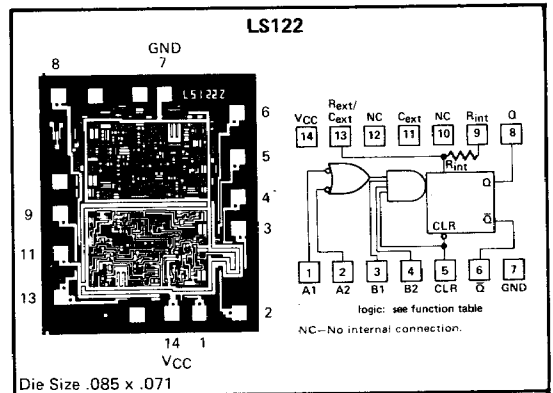 LS122
GND
7
8
LS122Z
6
5
4
3
9
11
13
2
14 1
VCC
Die Size .085 x .071
Rext/
VCC Cext NC Cext NC Rint Q
14 13 12 11 10 9 8
Rint
Q
Q̅
CLR
1 2 3 4 5 6 7
A1 A2 B1 B2 CLR Q̅ GND
logic: see function table
NC—No internal connection.